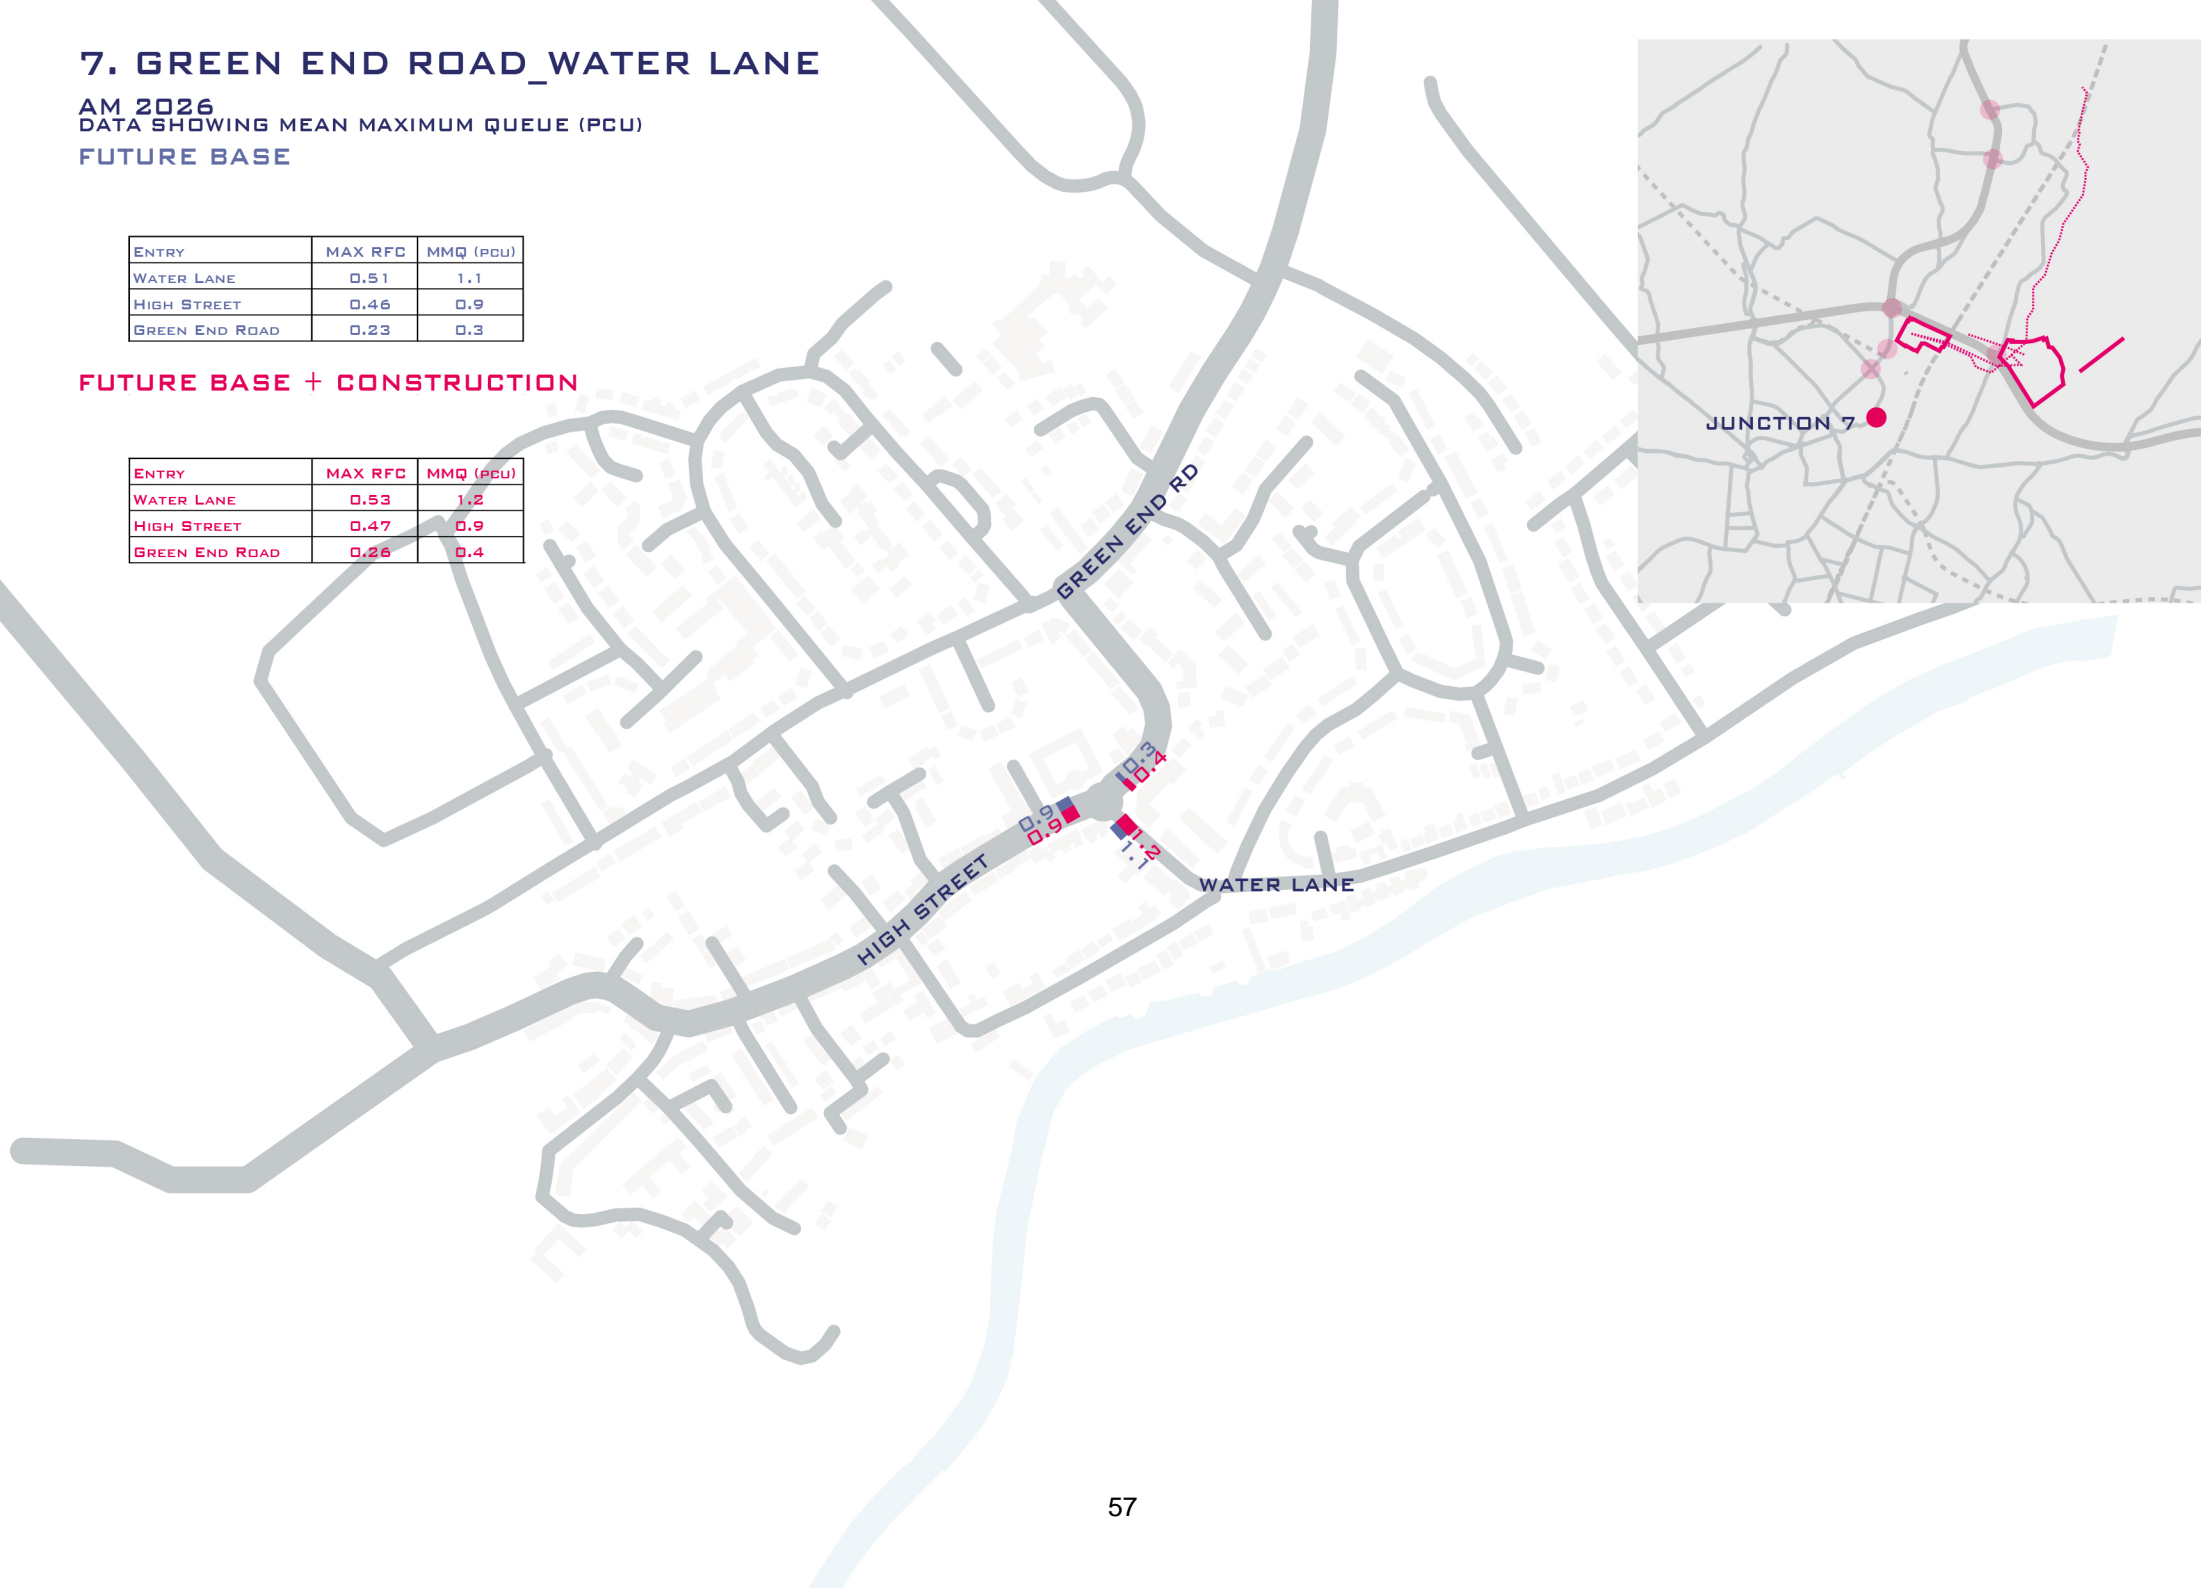 7. GREEN END ROAD_WATER LANE
AM 2026
DATA SHOWING MEAN MAXIMUM QUEUE (PCU)
FUTURE BASE
ENTRY MAX RFC MMQ (PCU)
WATER LANE 0.51 1.1
HIGH STREET 0.46 0.9
GREEN END ROAD 0.23 0.3
FUTURE BASE + CONSTRUCTION
ENTRY MAX RFC MMQ (PCU)
WATER LANE 0.53 1.2
HIGH STREET 0.47 0.9
GREEN END ROAD 0.26 0.4
JUNCTION 7
GREEN END RD
0.3
0.4
0.9
0.9
1.2
1.1
HIGH STREET
WATER LANE
57